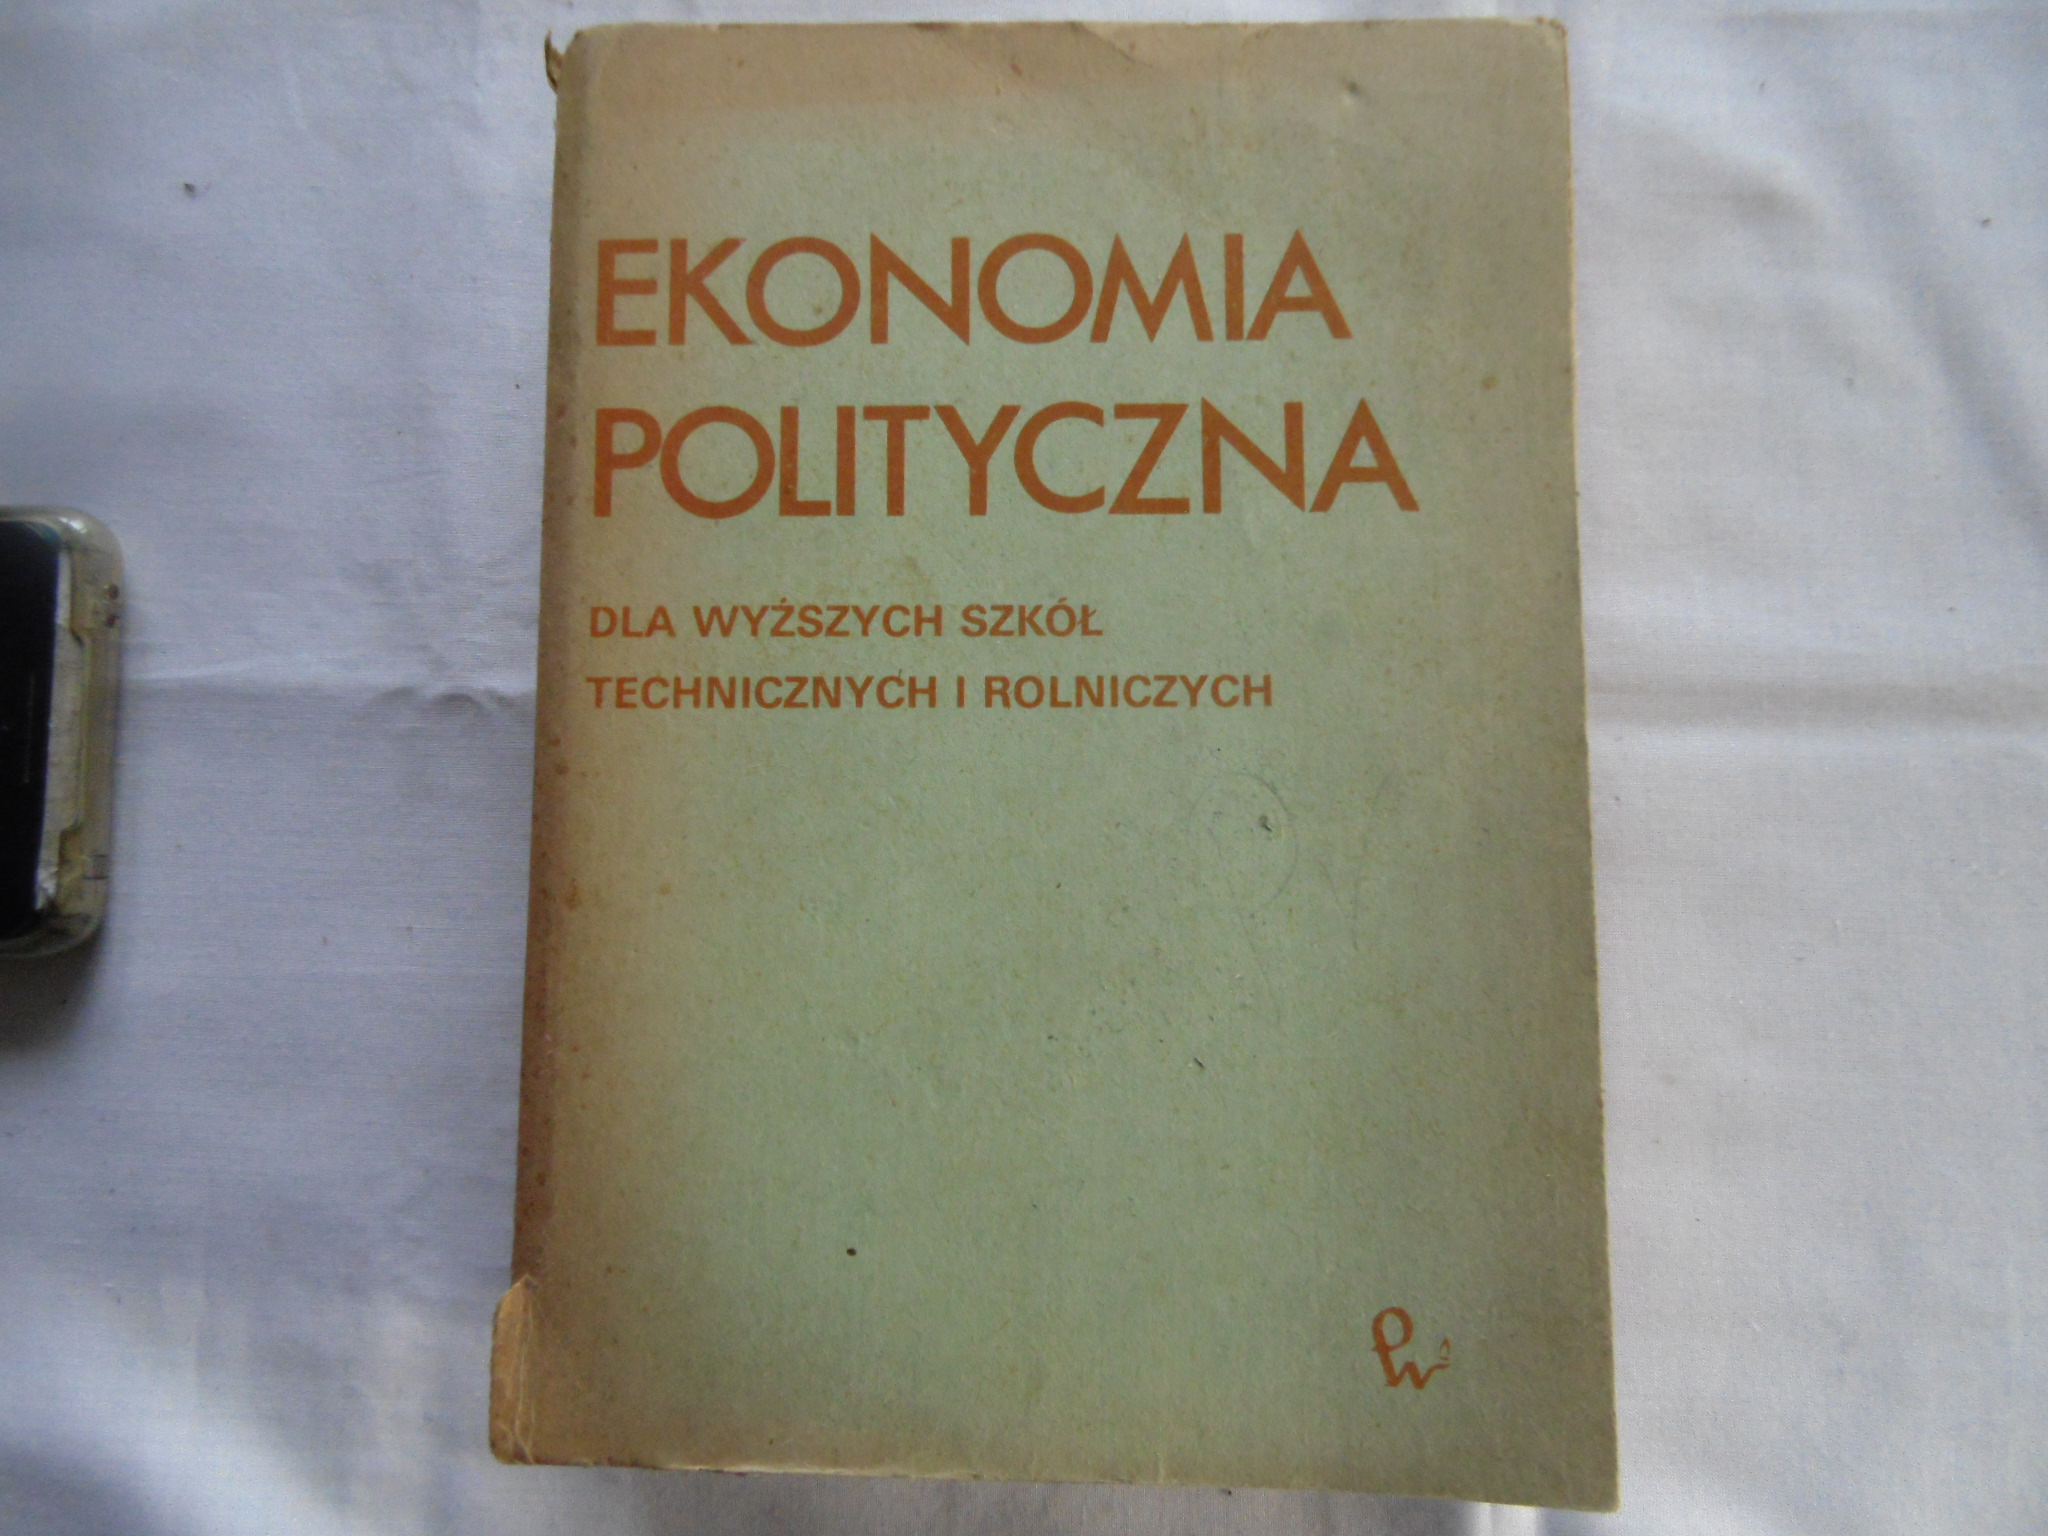 EKONOMIA
POLITYCZNA
DLA WYŻSZYCH SZKÓŁ
TECHNICZNYCH I ROLNICZYCH